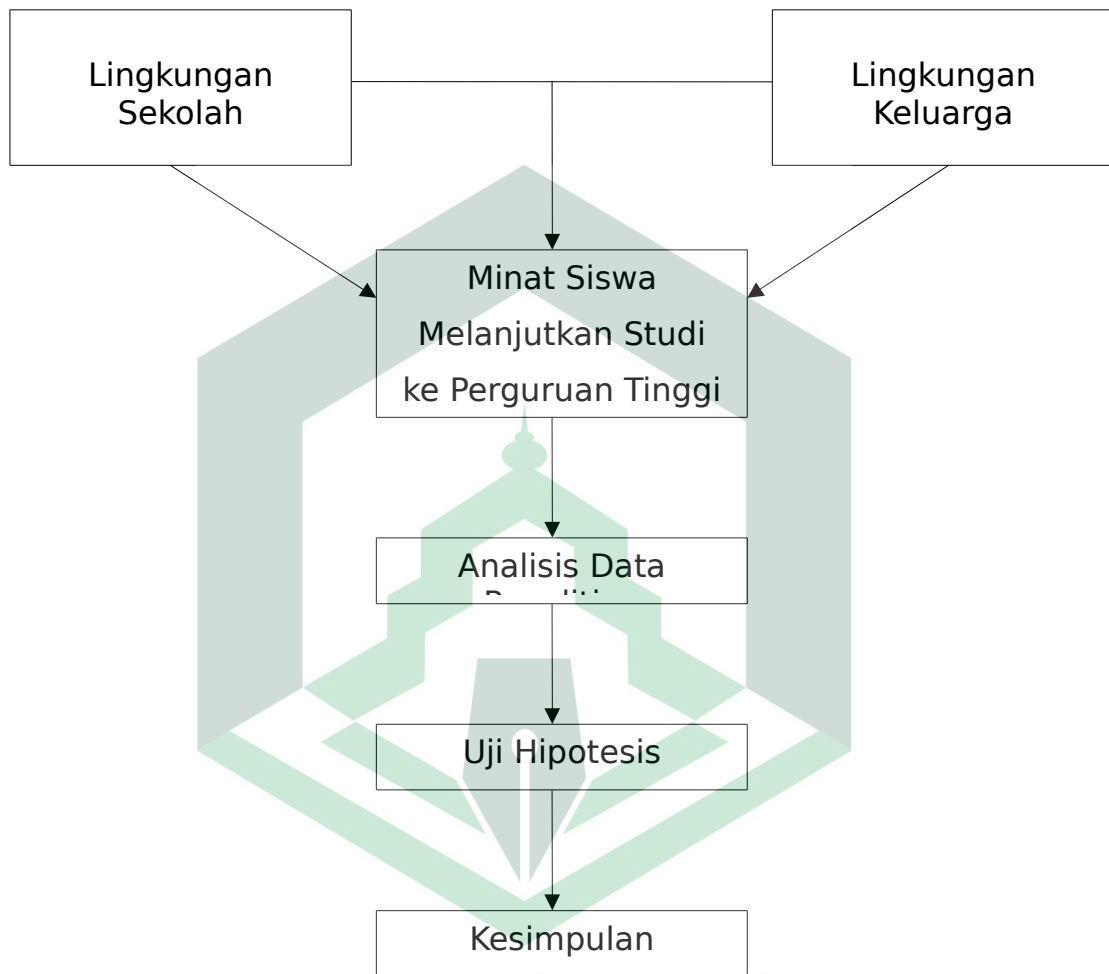 Lingkungan
Sekolah
Lingkungan
Keluarga
Minat Siswa
Melanjutkan Studi
ke Perguruan Tinggi
Analisis Data
Uji Hipotesis
Kesimpulan